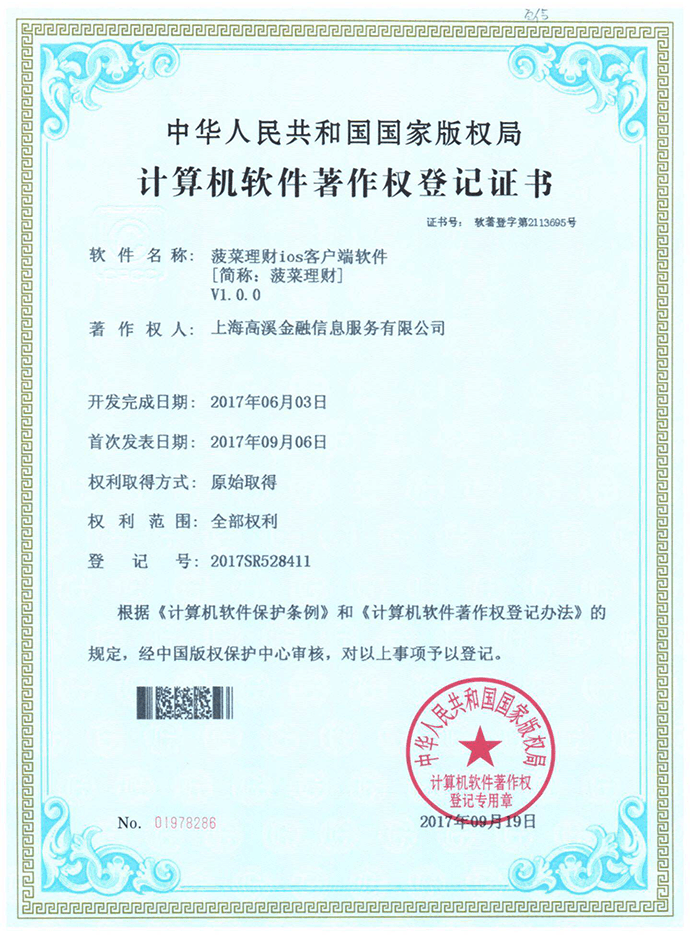 中华人民共和国国家版权局
计算机软件著作权登记证书
证书号： 软著登字第2113695号
软件名称： 菠菜理财ios客户端软件
[简称：菠菜理财]
V1.0.0
著作权人： 上海高溪金融信息服务有限公司
开发完成日期： 2017年06月03日
首次发表日期： 2017年09月06日
权利取得方式： 原始取得
权利范围： 全部权利
登记号： 2017SR528411
根据《计算机软件保护条例》和《计算机软件著作权登记办法》的
规定，经中国版权保护中心审核，对以上事项予以登记。
中华人民共和国国家版权局
计算机软件著作权
登记专用章
No. 01978286
2017年09月19日